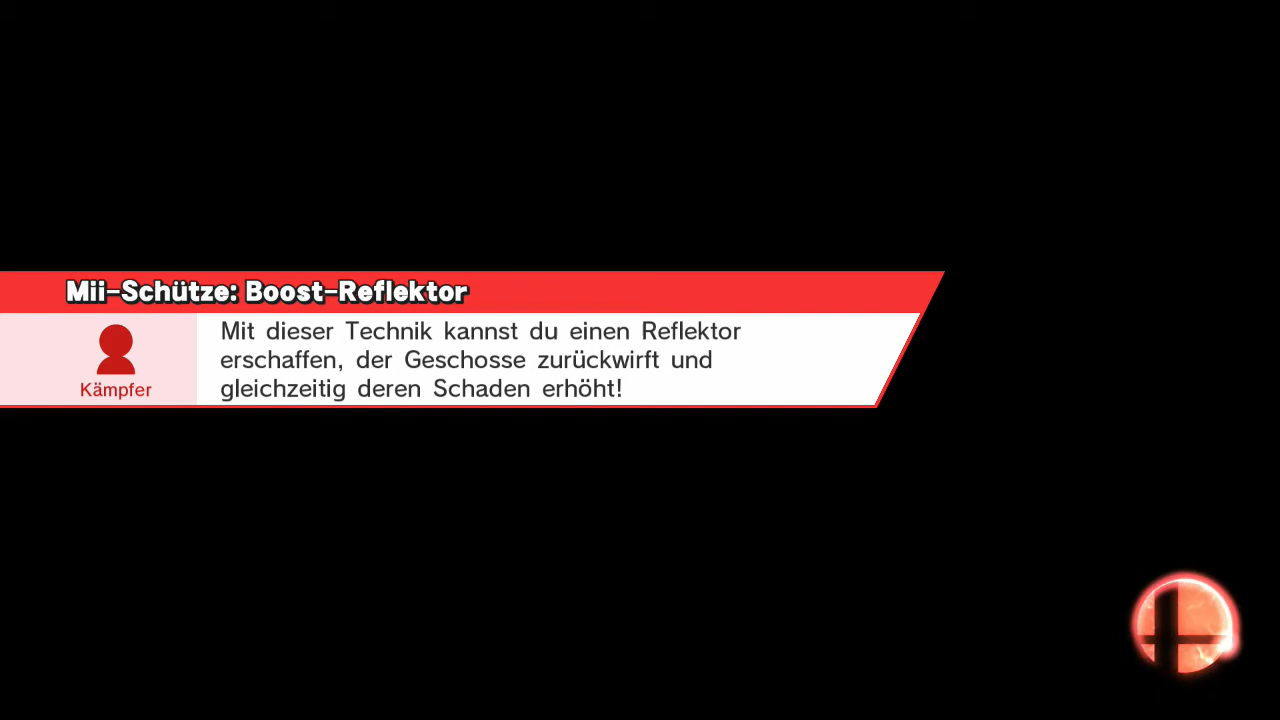 Mii-Schütze: Boost-Reflektor
Kämpfer
Mit dieser Technik kannst du einen Reflektor
erschaffen, der Geschosse zurückwirft und
gleichzeitig deren Schaden erhöht!